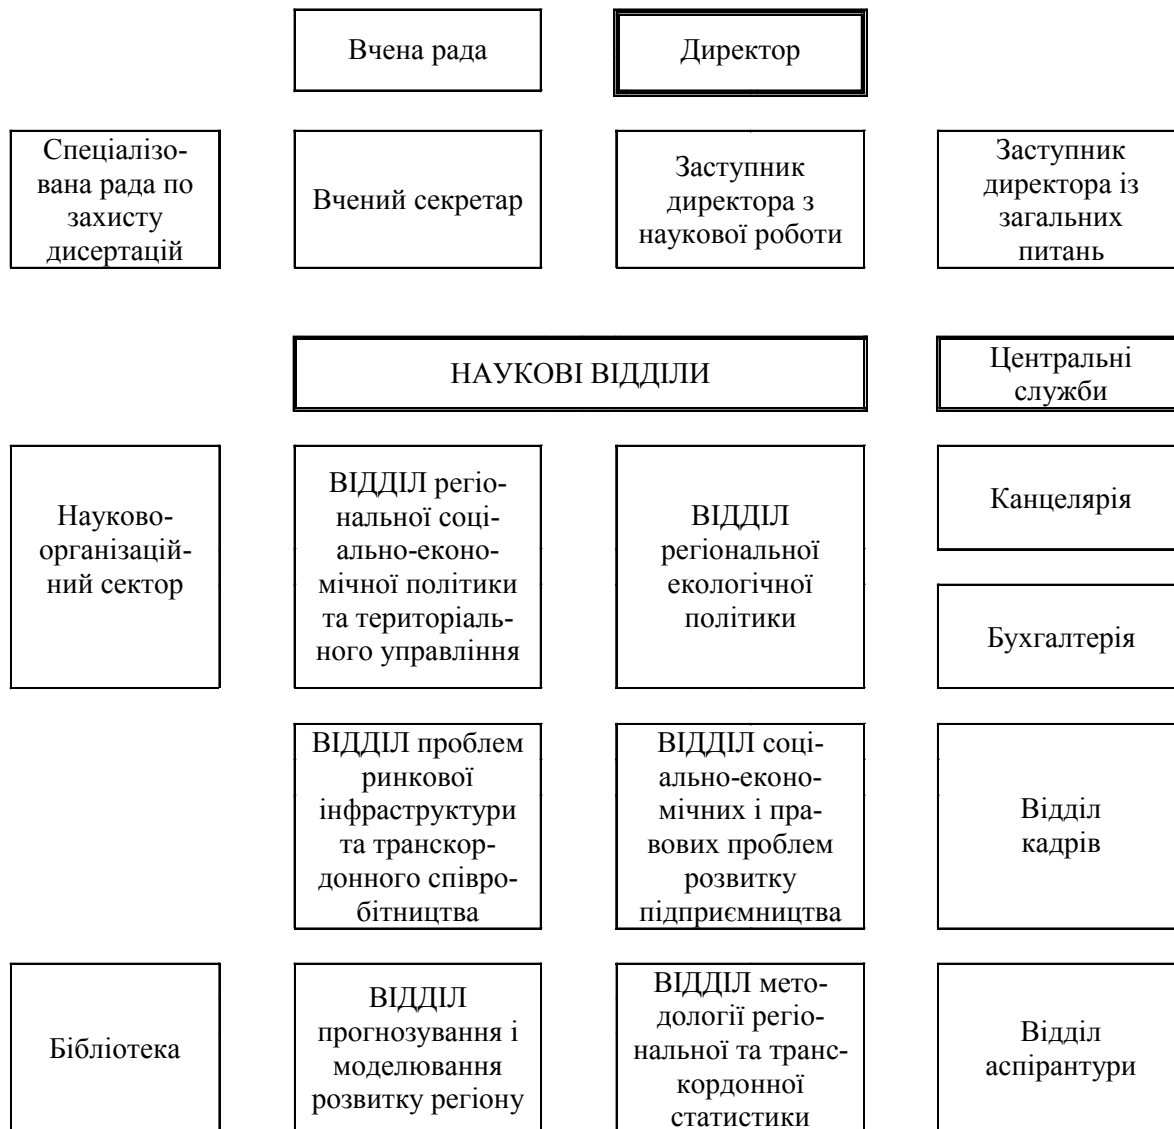 Вчена рада
Директор
Спеціалізо-
вана рада по
захисту
дисертацій
Вчений секретар
Заступник
директора з
наукової роботи
Заступник
директора із
загальних
питань
НАУКОВІ ВІДДІЛИ
Центральні
служби
Науково-
організацій-
ний сектор
ВІДДІЛ регіо-
нальної соці-
ально-еконо-
мічної політики
та територіаль-
ного управління
ВІДДІЛ
регіональної
екологічної
політики
Канцелярія
Бухгалтерія
ВІДДІЛ проблем
ринкової
інфраструктури
та транскор-
донного співро-
бітництва
ВІДДІЛ соці-
ально-еконо-
мічних і пра-
вових проблем
розвитку
підприємництва
Відділ
кадрів
Бібліотека
ВІДДІЛ
прогнозування і
моделювання
розвитку регіону
ВІДДІЛ мето-
дології регіо-
нальної та транс-
кордонної
статистики
Відділ
аспірантури